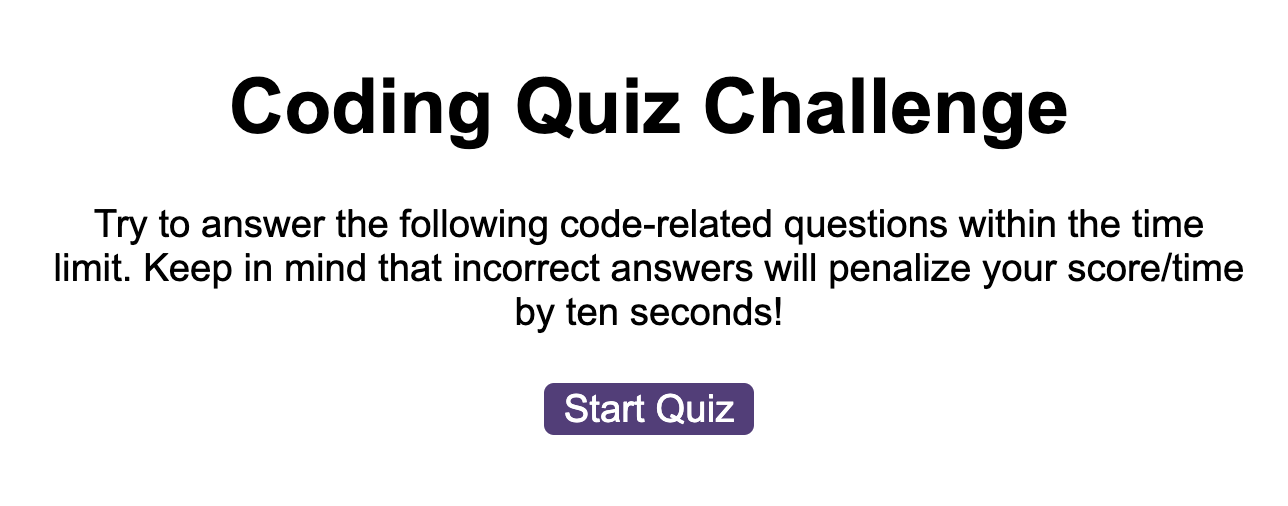 Coding Quiz Challenge
Try to answer the following code-related questions within the time
limit. Keep in mind that incorrect answers will penalize your score/time
by ten seconds!
Start Quiz